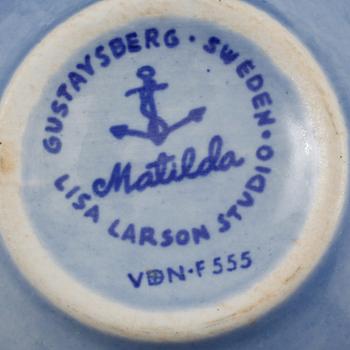 GUSTAVSBERG · SWEDEN ·
Matilda
LISA LARSON STUDIO
VDN·F 555